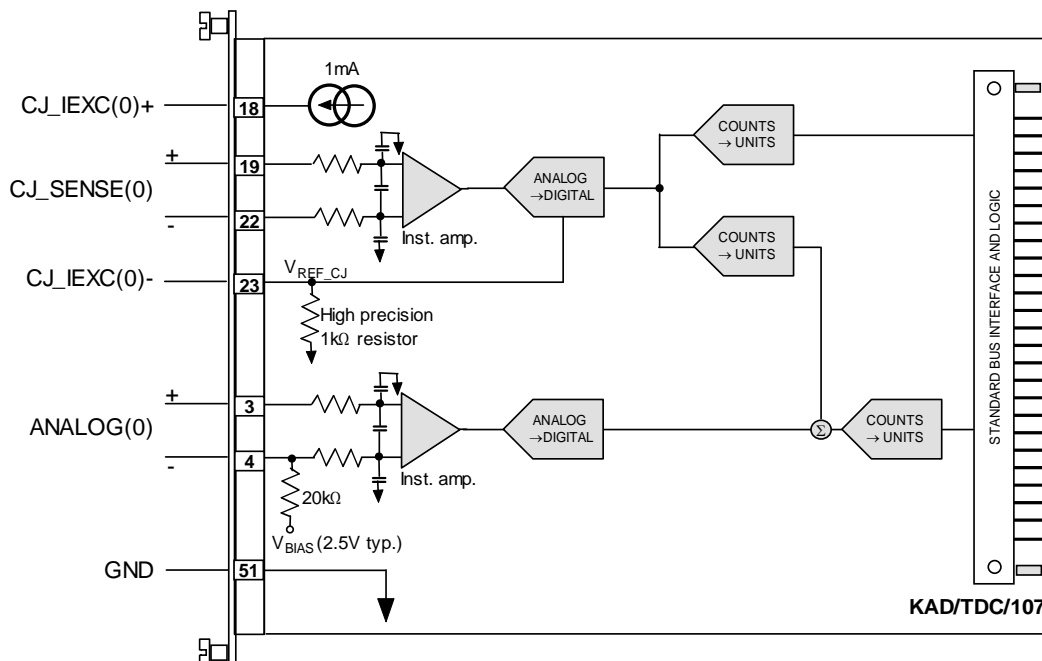 1mA
CJ_IEXC(0)+
18
COUNTS
→UNITS
+
19
CJ_SENSE(0)
ANALOG
→DIGITAL
-
22
Inst. amp.
COUNTS
→UNITS
CJ_IEXC(0)-
23
VREF_CJ
High precision
1kΩ resistor
STANDARD BUS INTERFACE AND LOGIC
+
3
ANALOG(0)
ANALOG
→DIGITAL
Σ
COUNTS
→UNITS
-
4
Inst. amp.
20kΩ
VBIAS (2.5V typ.)
GND
51
KAD/TDC/107